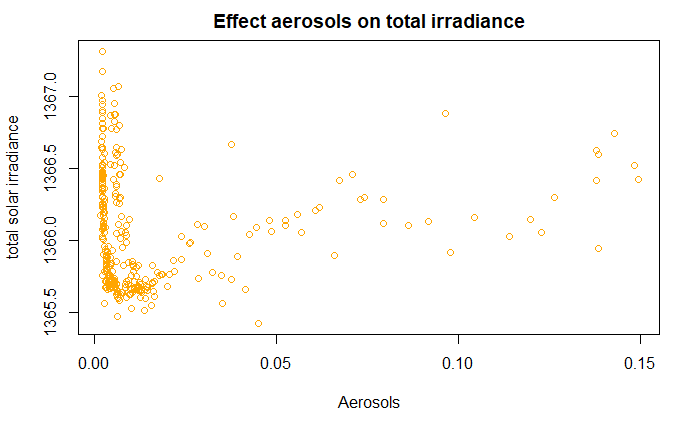 Effect aerosols on total irradiance
total solar irradiance
1367.0
1366.5
1366.0
1365.5
0.00 0.05 0.10 0.15
Aerosols